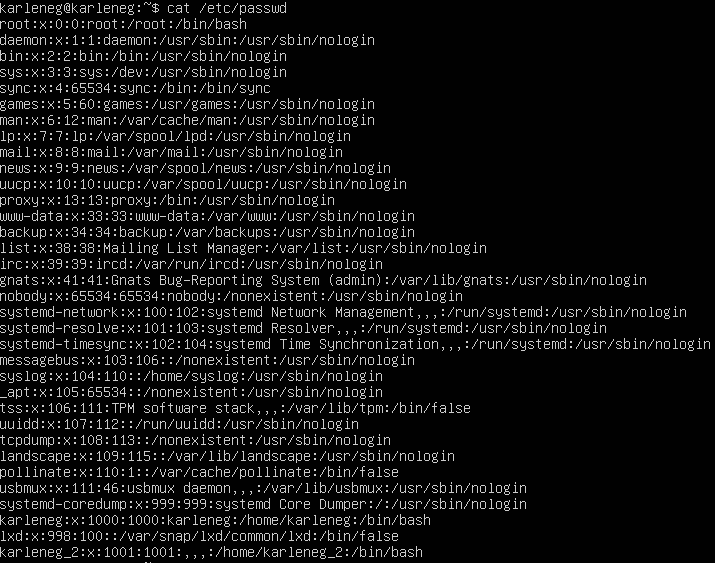 karleneg@karleneg:~$ cat /etc/passwd
root:x:0:0:root:/root:/bin/bash
daemon:x:1:1:daemon:/usr/sbin:/usr/sbin/nologin
bin:x:2:2:bin:/bin:/usr/sbin/nologin
sys:x:3:3:sys:/dev:/usr/sbin/nologin
sync:x:4:65534:sync:/bin:/bin/sync
games:x:5:60:games:/usr/games:/usr/sbin/nologin
man:x:6:12:man:/var/cache/man:/usr/sbin/nologin
lp:x:7:7:lp:/var/spool/lpd:/usr/sbin/nologin
mail:x:8:8:mail:/var/mail:/usr/sbin/nologin
news:x:9:9:news:/var/spool/news:/usr/sbin/nologin
uucp:x:10:10:uucp:/var/spool/uucp:/usr/sbin/nologin
proxy:x:13:13:proxy:/bin:/usr/sbin/nologin
www-data:x:33:33:www-data:/var/www:/usr/sbin/nologin
backup:x:34:34:backup:/var/backups:/usr/sbin/nologin
list:x:38:38:Mailing List Manager:/var/list:/usr/sbin/nologin
irc:x:39:39:ircd:/var/run/ircd:/usr/sbin/nologin
gnats:x:41:41:Gnats Bug-Reporting System (admin):/var/lib/gnats:/usr/sbin/nologin
nobody:x:65534:65534:nobody:/nonexistent:/usr/sbin/nologin
systemd-network:x:100:102:systemd Network Management,,,:/run/systemd:/usr/sbin/nologin
systemd-resolve:x:101:103:systemd Resolver,,,:/run/systemd:/usr/sbin/nologin
systemd-timesync:x:102:104:systemd Time Synchronization,,,:/run/systemd:/usr/sbin/nologin
messagebus:x:103:106::/nonexistent:/usr/sbin/nologin
syslog:x:104:110::/home/syslog:/usr/sbin/nologin
_apt:x:105:65534::/nonexistent:/usr/sbin/nologin
tss:x:106:111:TPM software stack,,,:/var/lib/tpm:/bin/false
uuidd:x:107:112::/run/uuidd:/usr/sbin/nologin
tcpdump:x:108:113::/nonexistent:/usr/sbin/nologin
landscape:x:109:115::/var/lib/landscape:/usr/sbin/nologin
pollinate:x:110:1::/var/cache/pollinate:/bin/false
usbmux:x:111:46:usbmux daemon,,,:/var/lib/usbmux:/usr/sbin/nologin
systemd-coredump:x:999:999:systemd Core Dumper:/:/usr/sbin/nologin
karleneg:x:1000:1000:karleneg:/home/karleneg:/bin/bash
lxd:x:998:100::/var/snap/lxd/common/lxd:/bin/false
karleneg_2:x:1001:1001:,,,:/home/karleneg_2:/bin/bash